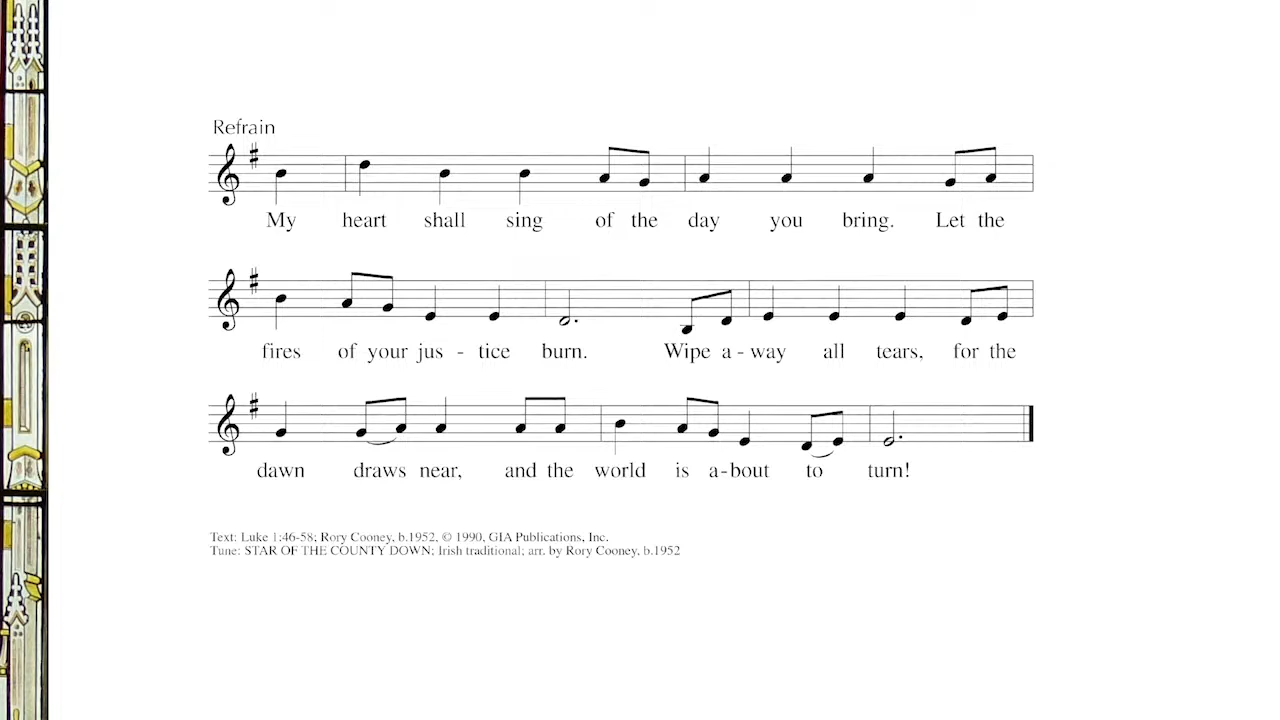 Refrain
My heart shall sing of the day you bring. Let the
fires of your jus - tice burn. Wipe a - way all tears, for the
dawn draws near, and the world is a - bout to turn!
Text: Luke 1:46-58; Rory Cooney, b.1952, © 1990, GIA Publications, Inc.
Tune: STAR OF THE COUNTY DOWN; Irish traditional; arr. by Rory Cooney, b.1952